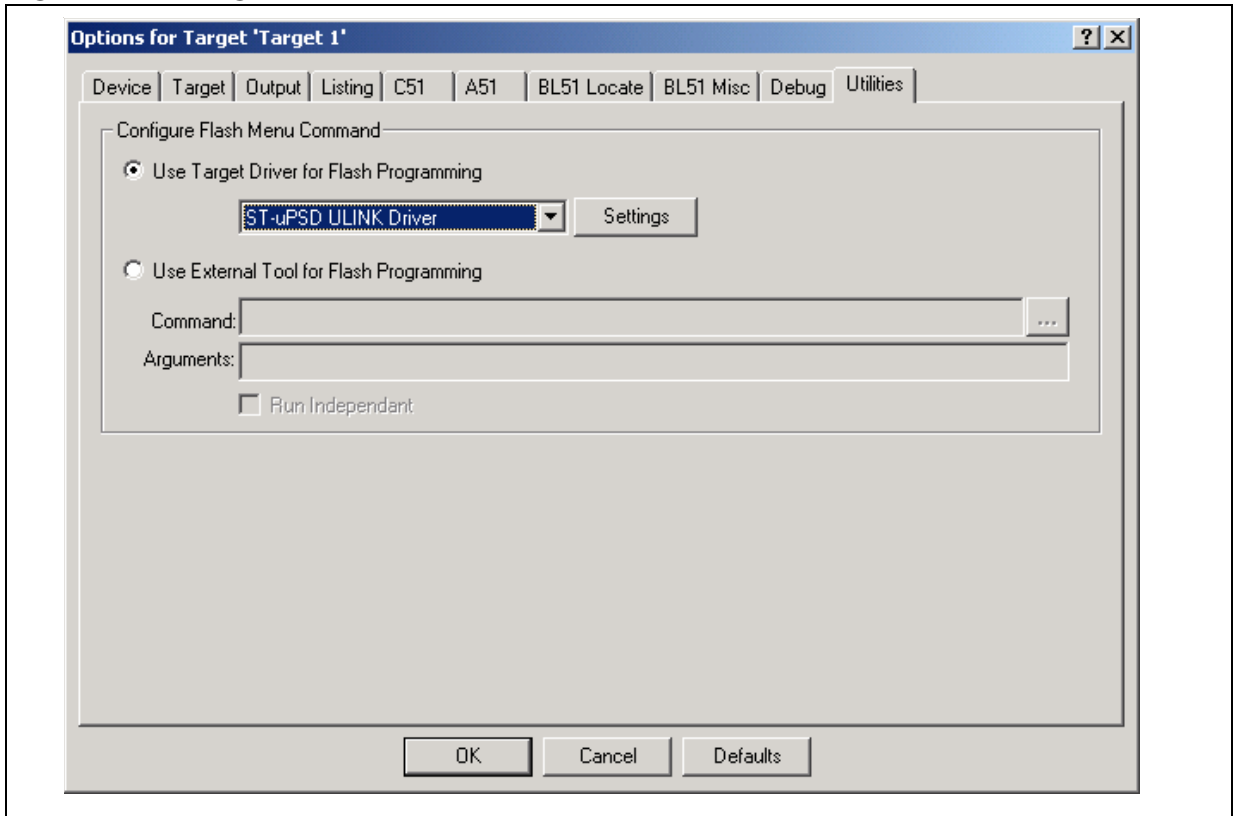 Options for Target 'Target 1'
Device Target Output Listing C51 A51 BL51 Locate BL51 Misc Debug Utilities
Configure Flash Menu Command
Use Target Driver for Flash Programming
ST-uPSD ULINK Driver Settings
Use External Tool for Flash Programming
Command: ...
Arguments:
Run Independant
OK Cancel Defaults